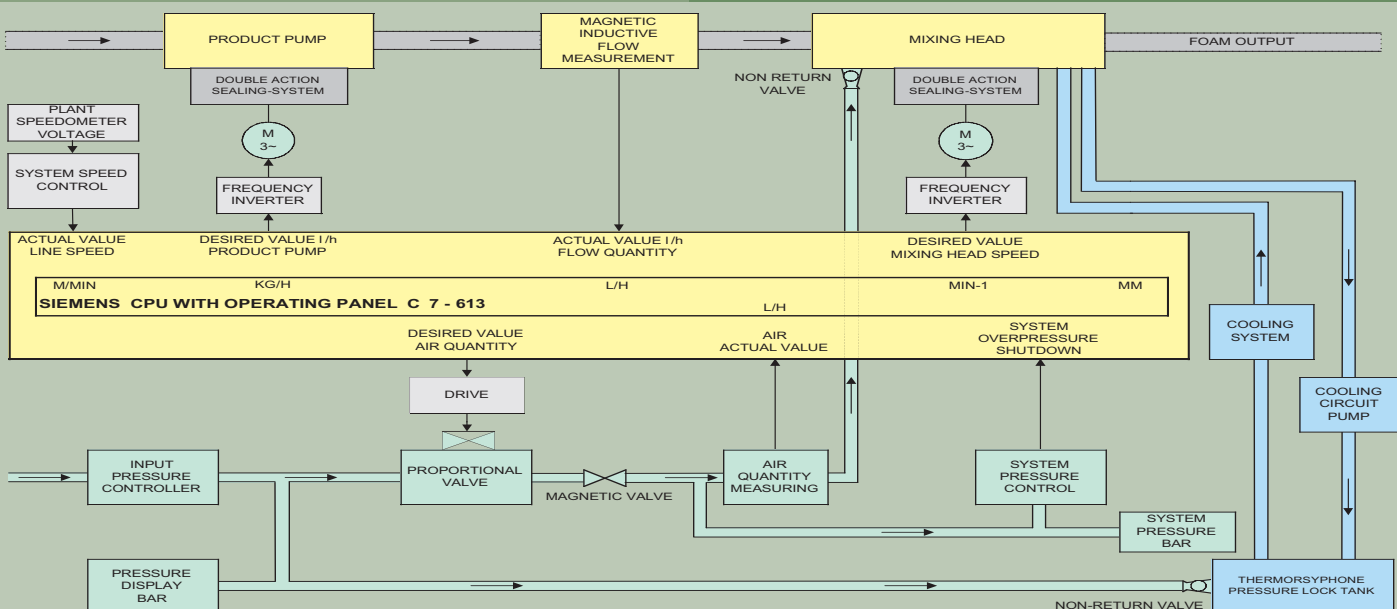 PRODUCT PUMP
MAGNETIC
INDUCTIVE
FLOW
MEASUREMENT
MIXING HEAD
FOAM OUTPUT
DOUBLE ACTION
SEALING-SYSTEM
NON RETURN
VALVE
DOUBLE ACTION
SEALING-SYSTEM
PLANT
SPEEDOMETER
VOLTAGE
M
3~
M
3~
SYSTEM SPEED
CONTROL
FREQUENCY
INVERTER
FREQUENCY
INVERTER
ACTUAL VALUE
LINE SPEED
DESIRED VALUE l/h
PRODUCT PUMP
ACTUAL VALUE l/h
FLOW QUANTITY
DESIRED VALUE
MIXING HEAD SPEED
M/MIN
KG/H
L/H
MIN-1
MM
SIEMENS CPU WITH OPERATING PANEL C 7 - 613
L/H
DESIRED VALUE
AIR QUANTITY
AIR
ACTUAL VALUE
SYSTEM
OVERPRESSURE
SHUTDOWN
COOLING
SYSTEM
DRIVE
COOLING
CIRCUIT
PUMP
INPUT
PRESSURE
CONTROLLER
PROPORTIONAL
VALVE
MAGNETIC VALVE
AIR
QUANTITY
MEASURING
SYSTEM
PRESSURE
CONTROL
SYSTEM
PRESSURE
BAR
PRESSURE
DISPLAY
BAR
THERMORSYPHONE
PRESSURE LOCK TANK
NON-RETURN VALVE